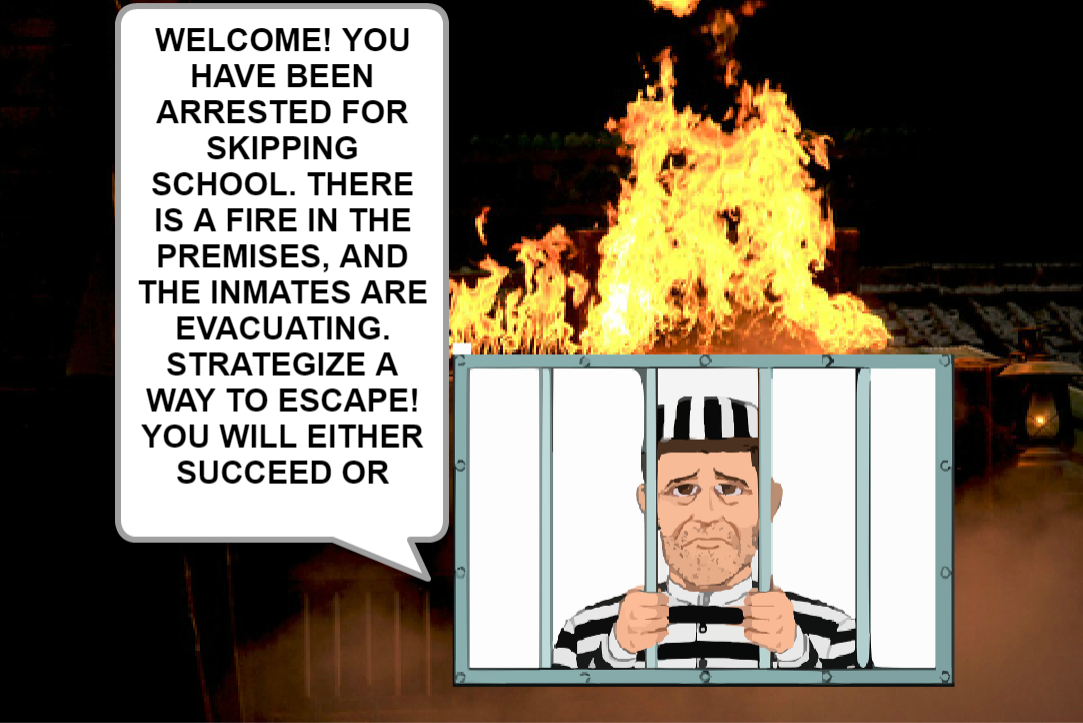 WELCOME! YOU
HAVE BEEN
ARRESTED FOR
SKIPPING
SCHOOL. THERE
IS A FIRE IN THE
PREMISES, AND
THE INMATES ARE
EVACUATING.
STRATEGIZE A
WAY TO ESCAPE!
YOU WILL EITHER
SUCCEED OR